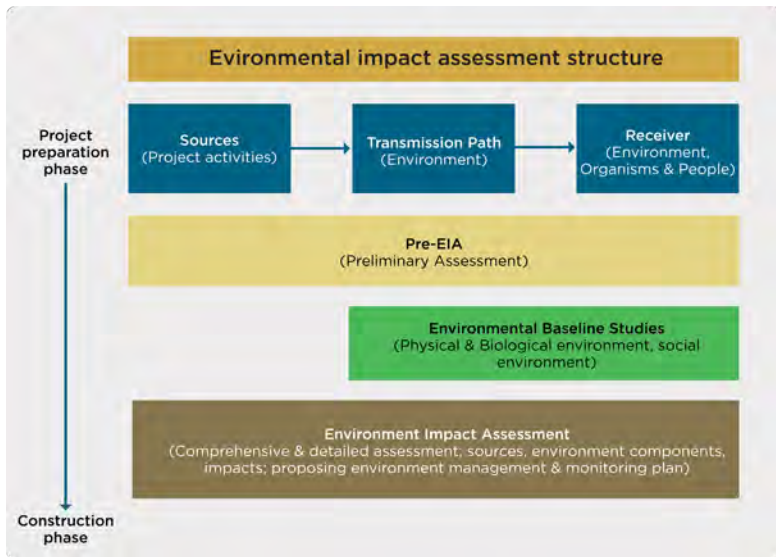 Evironmental impact assessment structure
Project
preparation
phase
Sources
(Project activities)
Transmission Path
(Environment)
Receiver
(Environment,
Organisms & People)
Pre-EIA
(Preliminary Assessment)
Environmental Baseline Studies
(Physical & Biological environment, social
environment)
Environment Impact Assessment
(Comprehensive & detailed assessment; sources, environment components,
impacts; proposing environment management & monitoring plan)
Construction
phase